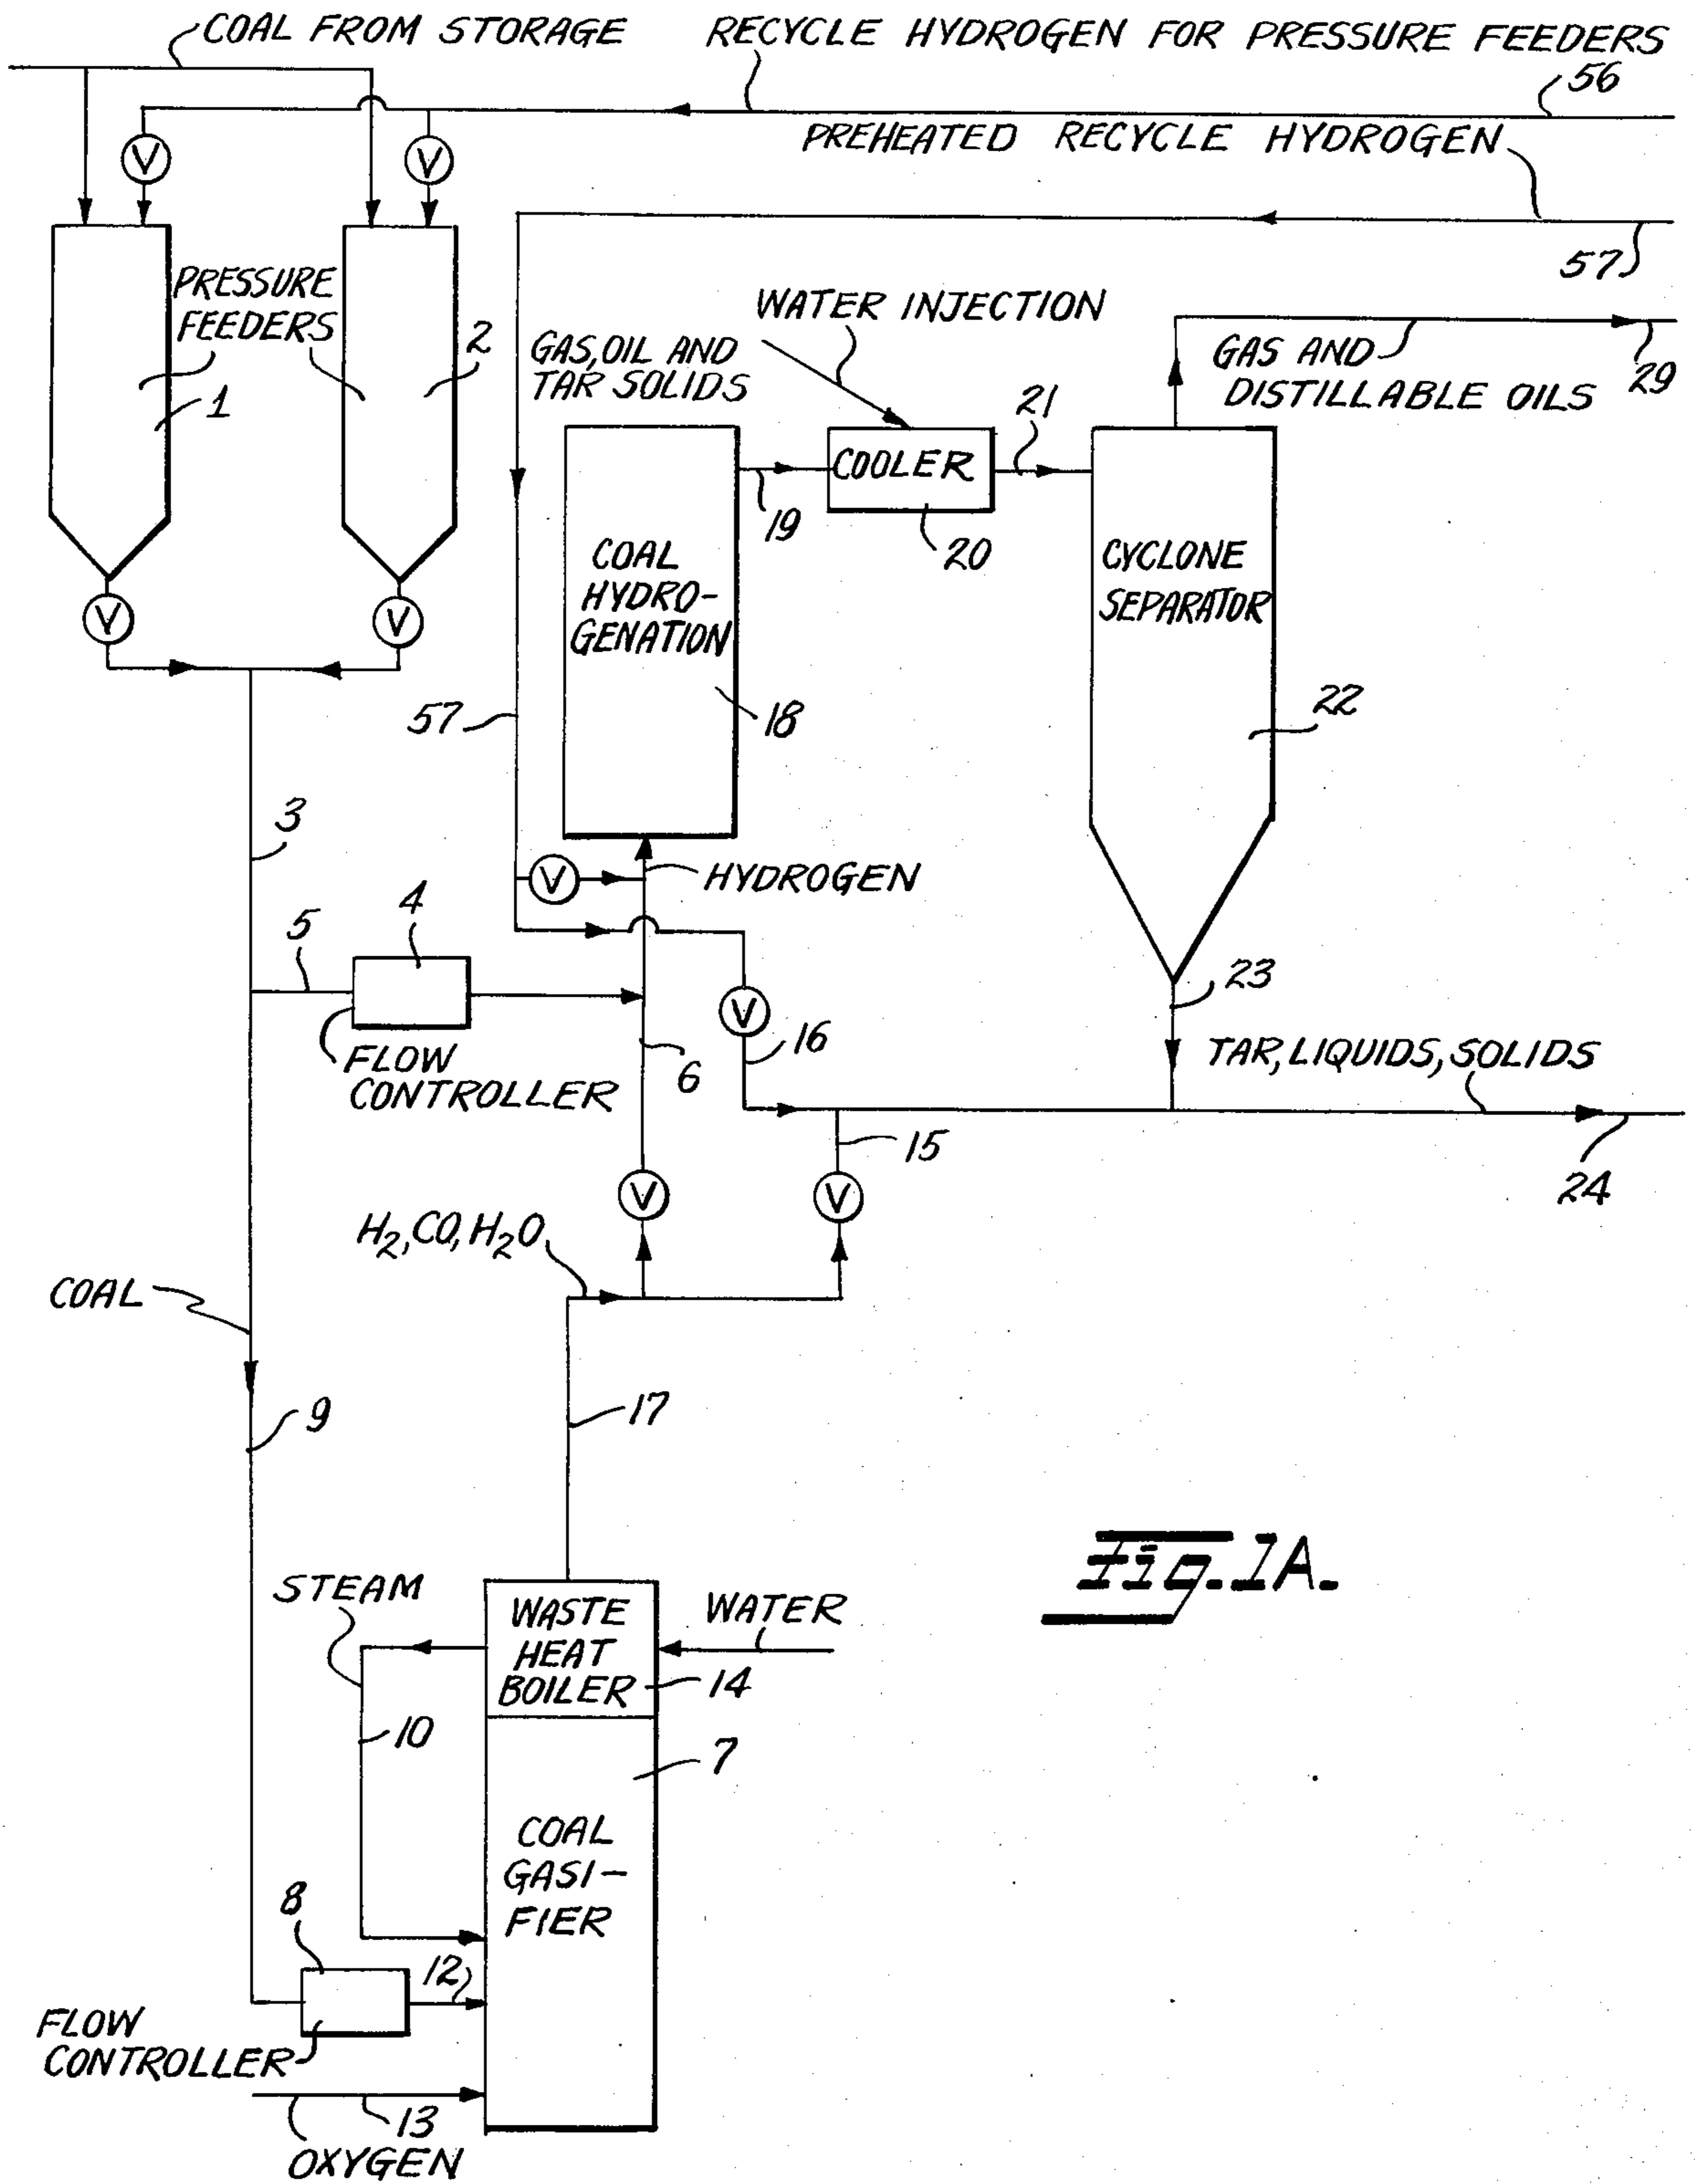 COAL FROM STORAGE
RECYCLE HYDROGEN FOR PRESSURE FEEDERS
56
PREHEATED RECYCLE HYDROGEN
V
V
57
PRESSURE
FEEDERS
1
2
WATER INJECTION
GAS, OIL AND
TAR SOLIDS
GAS AND
DISTILLABLE OILS
29
21
COOLER
19
20
COAL
HYDRO-
GENATION
18
CYCLONE
SEPARATOR
22
V
V
57
3
V
HYDROGEN
5
4
FLOW
CONTROLLER
6
V
16
23
TAR, LIQUIDS, SOLIDS
24
15
V
V
H2, CO, H2O
COAL
9
17
Fig. 1A.
STEAM
WASTE
HEAT
BOILER
WATER
14
10
7
COAL
GASI-
FIER
8
12
FLOW
CONTROLLER
13
OXYGEN